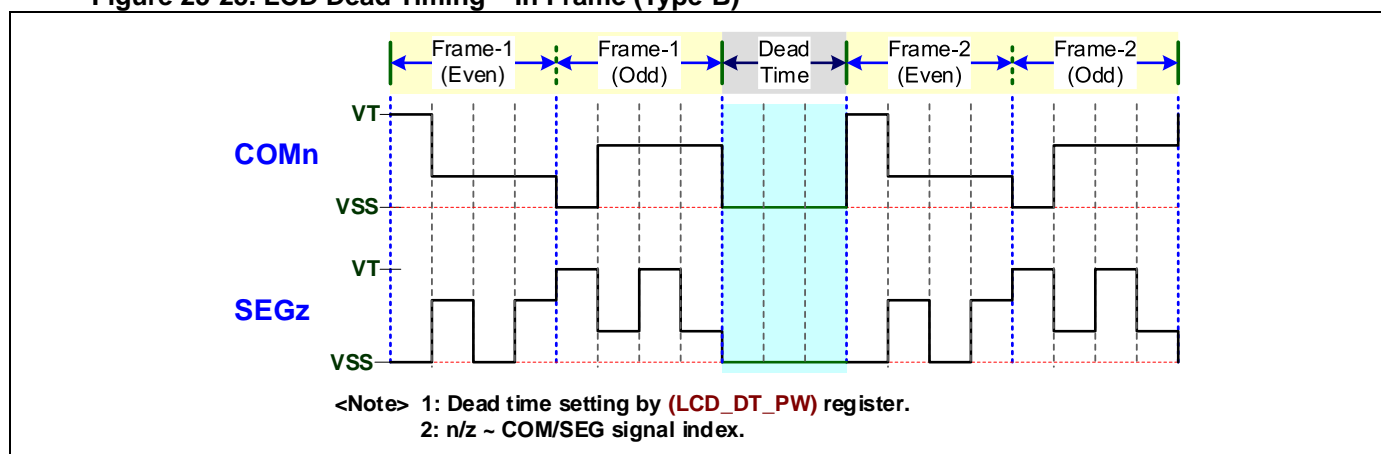 Frame-1 Frame-1 Dead Frame-2 Frame-2
(Even) (Odd) Time (Even) (Odd)
VT
COMn
VSS
VT
SEGz
VSS
<Note> 1: Dead time setting by (LCD_DT_PW) register.
2: n/z ~ COM/SEG signal index.